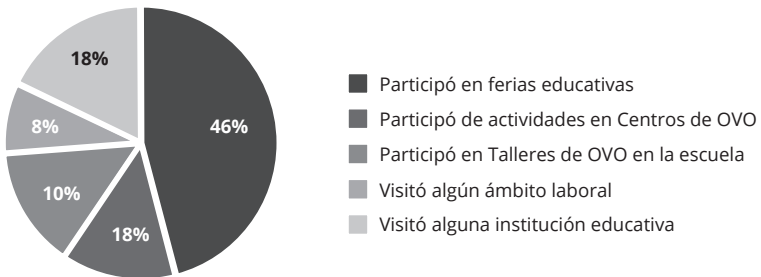 18%
46%
8%
10%
18%
Participó en ferias educativas
Participó de actividades en Centros de OVO
Participó en Talleres de OVO en la escuela
Visitó algún ámbito laboral
Visitó alguna institución educativa